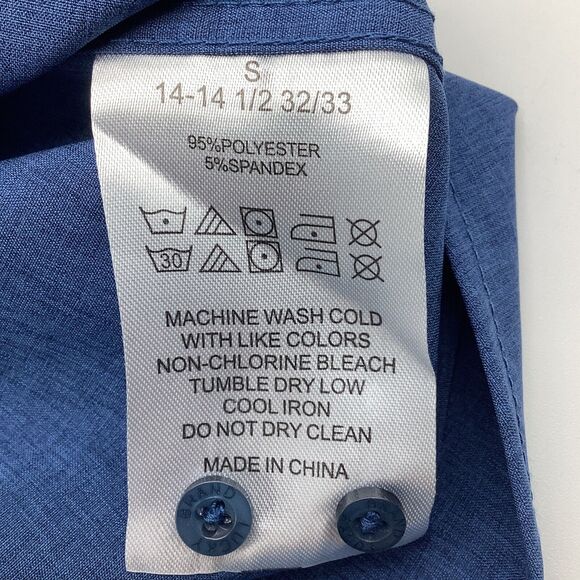 S
14-14 1/2 32/33
95%POLYESTER
5%SPANDEX
30
MACHINE WASH COLD
WITH LIKE COLORS
NON-CHLORINE BLEACH
TUMBLE DRY LOW
COOL IRON
DO NOT DRY CLEAN
MADE IN CHINA
BRAND